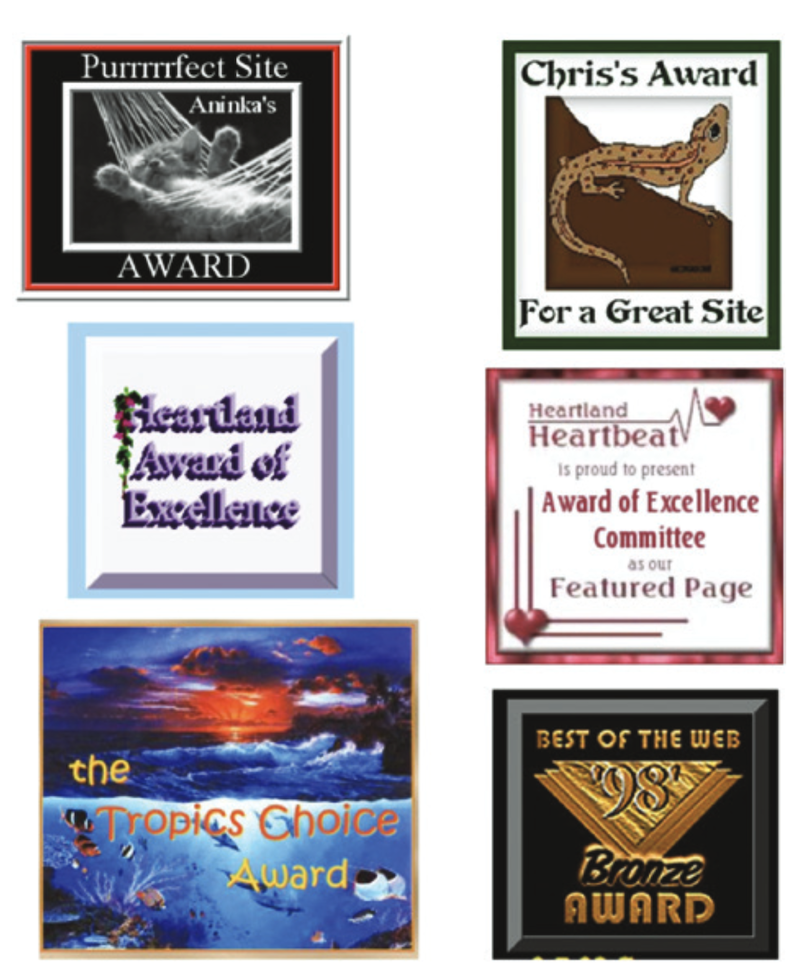 Purrrrrfect Site
Aninka's
AWARD
Chris's Award
For a Great Site
Heartland
Award of
Excellence
Heartland
Heartbeat
is proud to present
Award of Excellence
Committee
as our
Featured Page
the
Tropics Choice
Award
BEST OF THE WEB
'98'
Bronze
AWARD